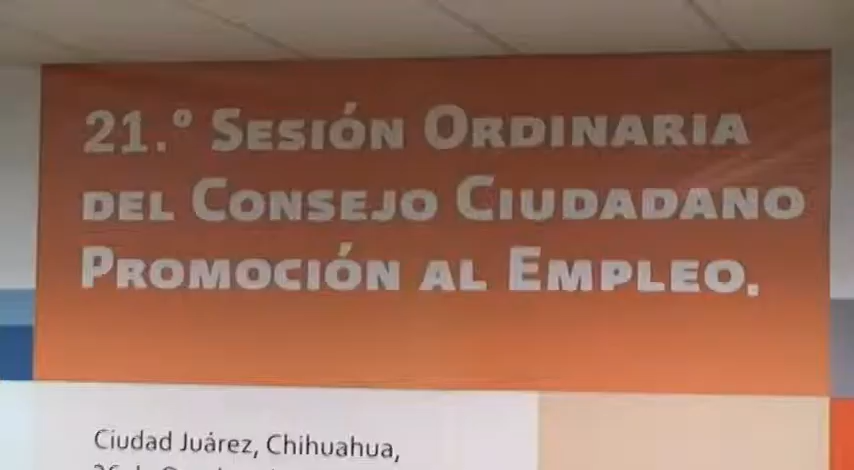 21.º SESIÓN ORDINARIA
DEL CONSEJO CIUDADANO
PROMOCIÓN AL EMPLEO.
Ciudad Juárez, Chihuahua,